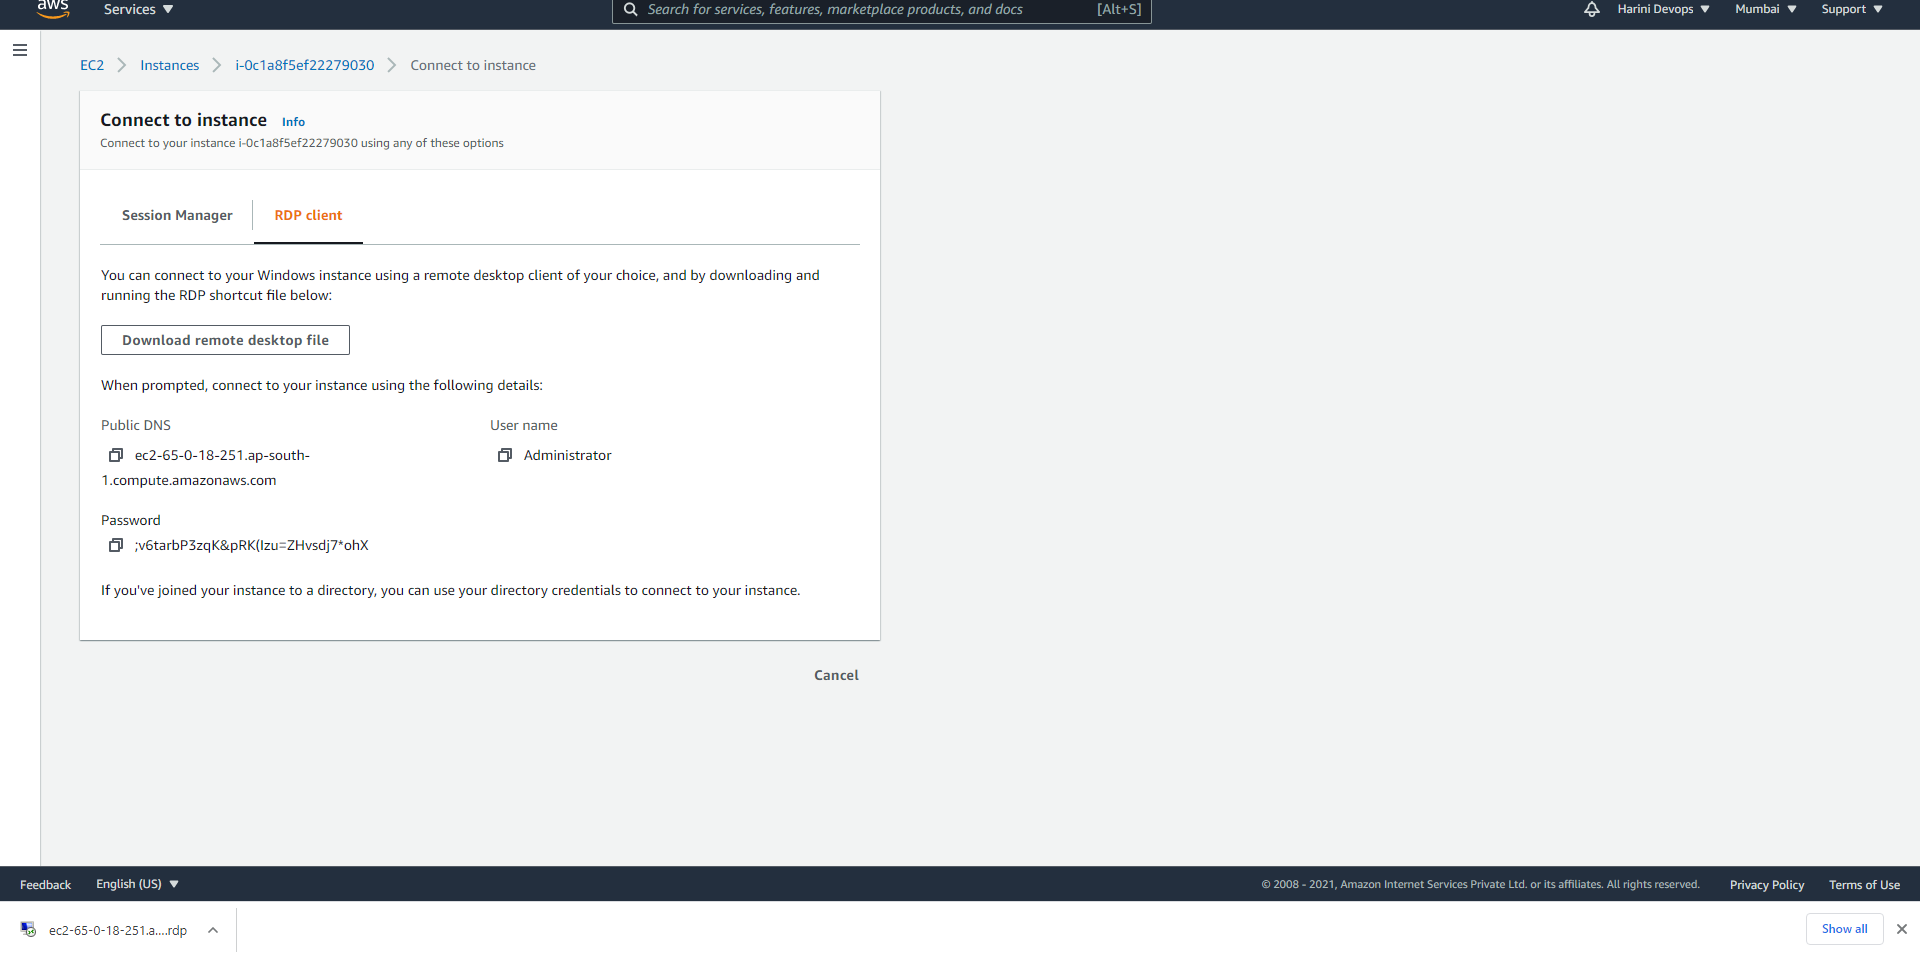 aws
Services
Search for services, features, marketplace products, and docs
[Alt+S]
Harini Devops
Mumbai
Support
EC2
Instances
i-0c1a8f5ef22279030
Connect to instance
Connect to instance
Info
Connect to your instance i-0c1a8f5ef22279030 using any of these options
Session Manager
RDP client
You can connect to your Windows instance using a remote desktop client of your choice, and by downloading and
running the RDP shortcut file below:
Download remote desktop file
When prompted, connect to your instance using the following details:
Public DNS
ec2-65-0-18-251.ap-south-
1.compute.amazonaws.com
User name
Administrator
Password
;v6tarbP3zqK&pRK(Izu=ZHvsdj7*ohX
If you've joined your instance to a directory, you can use your directory credentials to connect to your instance.
Cancel
Feedback
English (US)
© 2008 - 2021, Amazon Internet Services Private Ltd. or its affiliates. All rights reserved.
Privacy Policy
Terms of Use
ec2-65-0-18-251.a....rdp
Show all